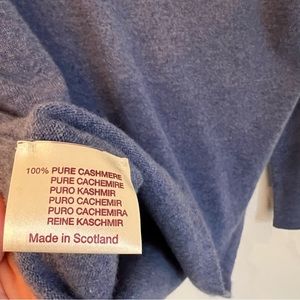 100% PURE CASHMERE
PURE CACHEMIRE
PURO KASHMIR
PURO CACHEMIR
PURO CACHEMIRA
REINE KASCHMIR
Made in Scotland